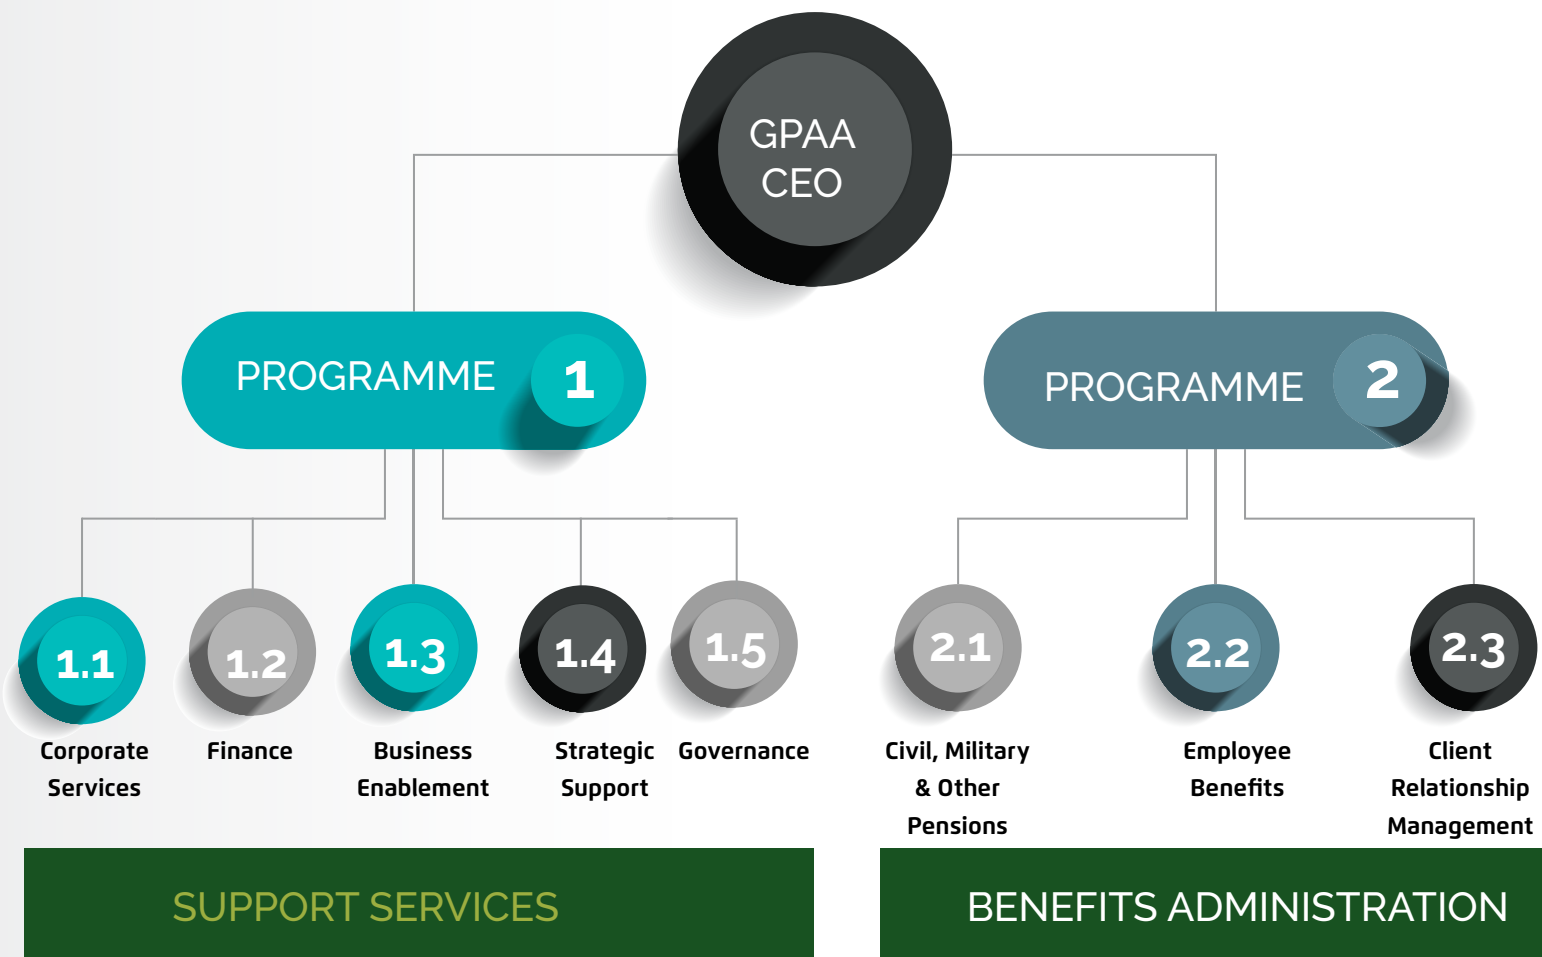 GPAA
CEO
PROGRAMME 1
PROGRAMME 2
1.1
Corporate
Services
1.2
Finance
1.3
Business
Enablement
1.4
Strategic
Support
1.5
Governance
2.1
Civil, Military
& Other
Pensions
2.2
Employee
Benefits
2.3
Client
Relationship
Management
SUPPORT SERVICES
BENEFITS ADMINISTRATION